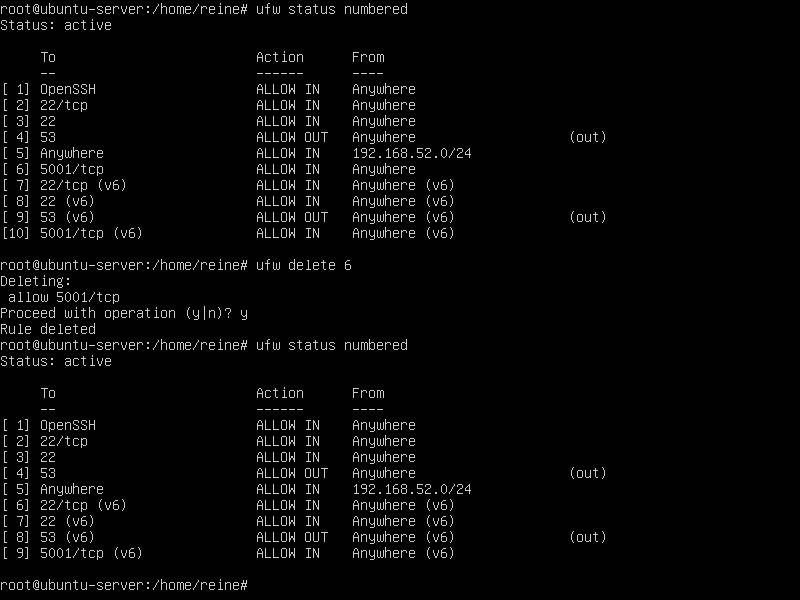 root@ubuntu-server:/home/reine# ufw status numbered
Status: active

     To                         Action      From
     --                         ------      ----
[ 1] OpenSSH                    ALLOW IN    Anywhere
[ 2] 22/tcp                     ALLOW IN    Anywhere
[ 3] 22                         ALLOW IN    Anywhere
[ 4] 53                         ALLOW OUT   Anywhere                   (out)
[ 5] Anywhere                   ALLOW IN    192.168.52.0/24
[ 6] 5001/tcp                   ALLOW IN    Anywhere
[ 7] 22/tcp (v6)                ALLOW IN    Anywhere (v6)
[ 8] 22 (v6)                    ALLOW IN    Anywhere (v6)
[ 9] 53 (v6)                    ALLOW OUT   Anywhere (v6)              (out)
[10] 5001/tcp (v6)              ALLOW IN    Anywhere (v6)

root@ubuntu-server:/home/reine# ufw delete 6
Deleting:
 allow 5001/tcp
Proceed with operation (y|n)? y
Rule deleted
root@ubuntu-server:/home/reine# ufw status numbered
Status: active

     To                         Action      From
     --                         ------      ----
[ 1] OpenSSH                    ALLOW IN    Anywhere
[ 2] 22/tcp                     ALLOW IN    Anywhere
[ 3] 22                         ALLOW IN    Anywhere
[ 4] 53                         ALLOW OUT   Anywhere                   (out)
[ 5] Anywhere                   ALLOW IN    192.168.52.0/24
[ 6] 22/tcp (v6)                ALLOW IN    Anywhere (v6)
[ 7] 22 (v6)                    ALLOW IN    Anywhere (v6)
[ 8] 53 (v6)                    ALLOW OUT   Anywhere (v6)              (out)
[ 9] 5001/tcp (v6)              ALLOW IN    Anywhere (v6)

root@ubuntu-server:/home/reine#